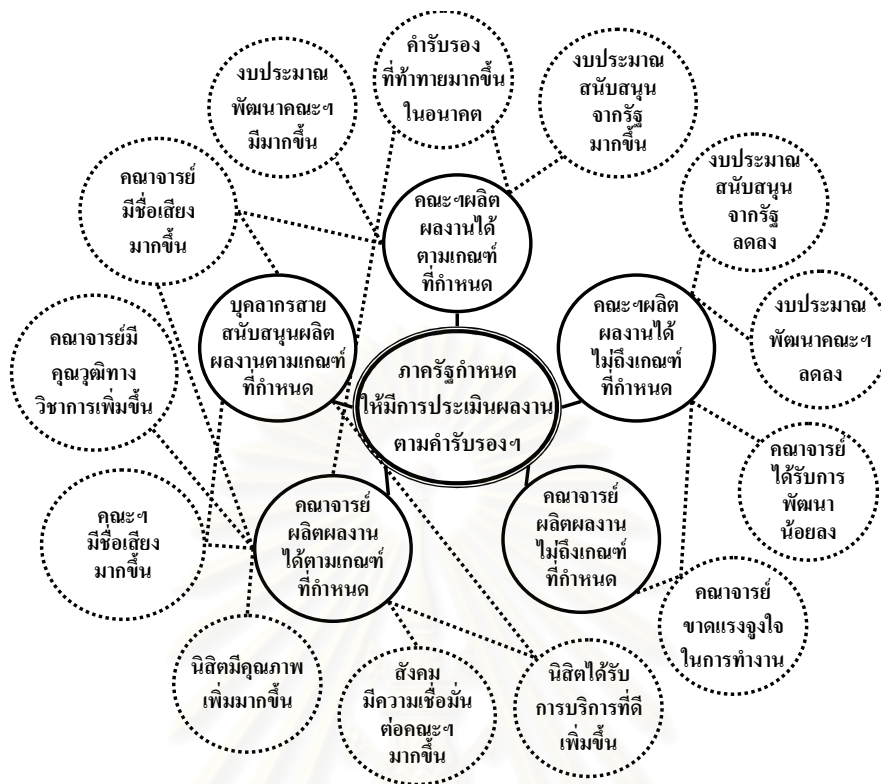 คำรับรอง
ที่ท้าทายมากขึ้น
ในอนาคต
งบประมาณ
พัฒนาคณะฯ
มีมากขึ้น
งบประมาณ
สนับสนุน
จากรัฐ
มากขึ้น
คณาจารย์
มีชื่อเสียง
มากขึ้น
คณะฯผลิต
ผลงานได้
ตามเกณฑ์
ที่กำหนด
งบประมาณ
สนับสนุน
จากรัฐ
ลดลง
บุคลากรสาย
สนับสนุนผลิต
ผลงานตามเกณฑ์
ที่กำหนด
คณะฯผลิต
ผลงานได้
ไม่ถึงเกณฑ์
ที่กำหนด
งบประมาณ
พัฒนาคณะฯ
ลดลง
คณาจารย์มี
คุณวุฒิทาง
วิชาการเพิ่มขึ้น
ภาครัฐกำหนด
ให้มีการประเมินผลงาน
ตามคำรับรองฯ
คณาจารย์
ได้รับการ
พัฒนา
น้อยลง
คณะฯ
มีชื่อเสียง
มากขึ้น
คณาจารย์
ผลิตผลงาน
ได้ตามเกณฑ์
ที่กำหนด
คณาจารย์
ผลิตผลงาน
ไม่ถึงเกณฑ์
ที่กำหนด
คณาจารย์
ขาดแรงจูงใจ
ในการทำงาน
นิสิตมีคุณภาพ
เพิ่มมากขึ้น
สังคม
มีความเชื่อมั่น
ต่อคณะฯ
มากขึ้น
นิสิตได้รับ
การบริการที่ดี
เพิ่มขึ้น